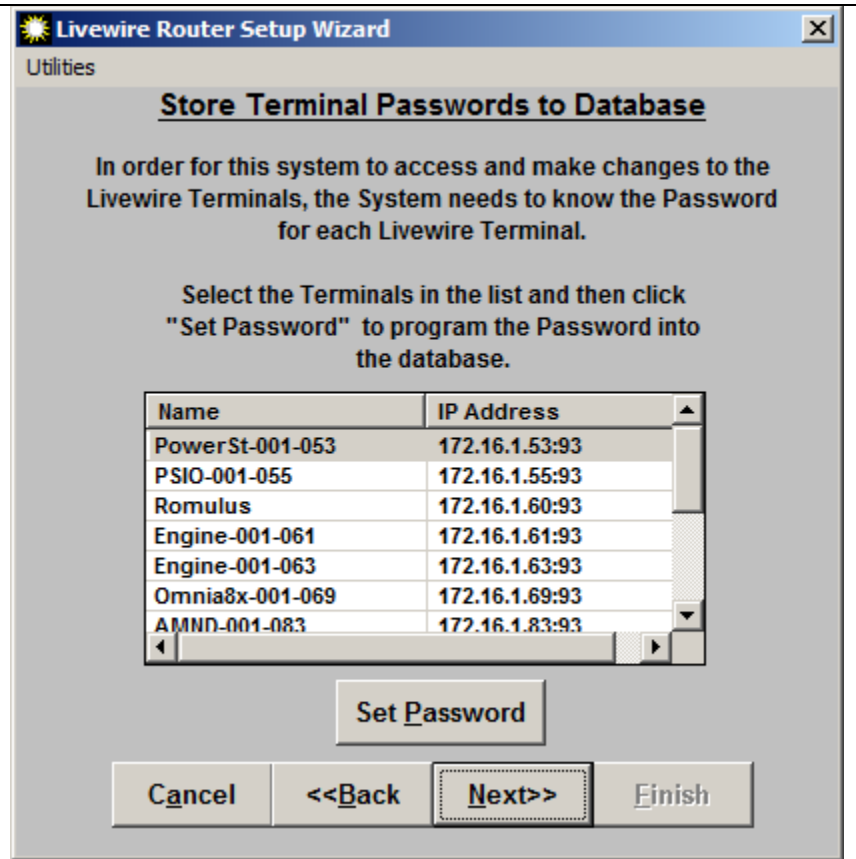 Livewire Router Setup Wizard
Utilities
Store Terminal Passwords to Database
In order for this system to access and make changes to the
Livewire Terminals, the System needs to know the Password
for each Livewire Terminal.
Select the Terminals in the list and then click
"Set Password" to program the Password into
the database.
Name IP Address
PowerSt-001-053 172.16.1.53:93
PSIO-001-055 172.16.1.55:93
Romulus 172.16.1.60:93
Engine-001-061 172.16.1.61:93
Engine-001-063 172.16.1.63:93
Omnia8x-001-069 172.16.1.69:93
AMND-001-083 172.16.1.83:93
Set Password
Cancel <<Back Next>> Finish